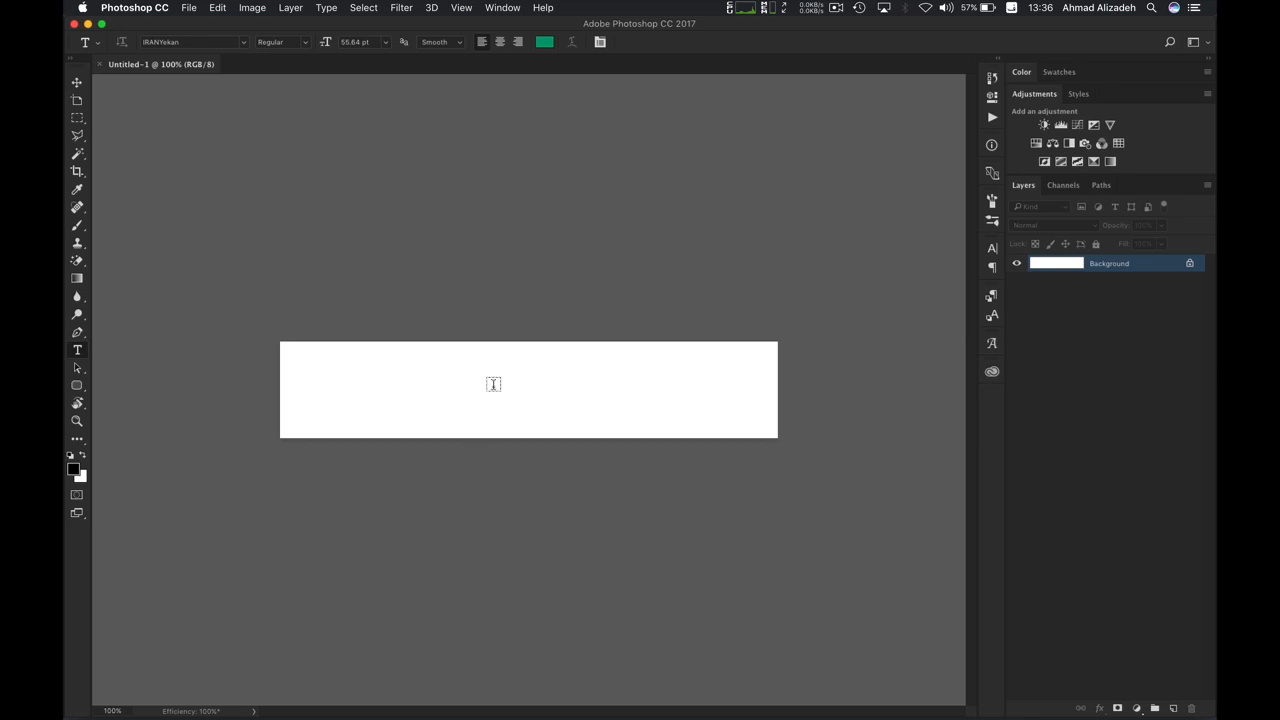 Photoshop CC File Edit Image Layer Type Select Filter 3D View Window Help 0.0KB/s 0.0KB/s 57% 13:36 Ahmad Alizadeh
Adobe Photoshop CC 2017
IRANYekan Regular 55.64 pt Smooth
Untitled-1 @ 100% (RGB/8)
Color Swatches
Adjustments Styles
Add an adjustment
Layers Channels Paths
Kind
Normal Opacity: 100%
Lock: Fill: 100%
Background
100% Efficiency: 100%*